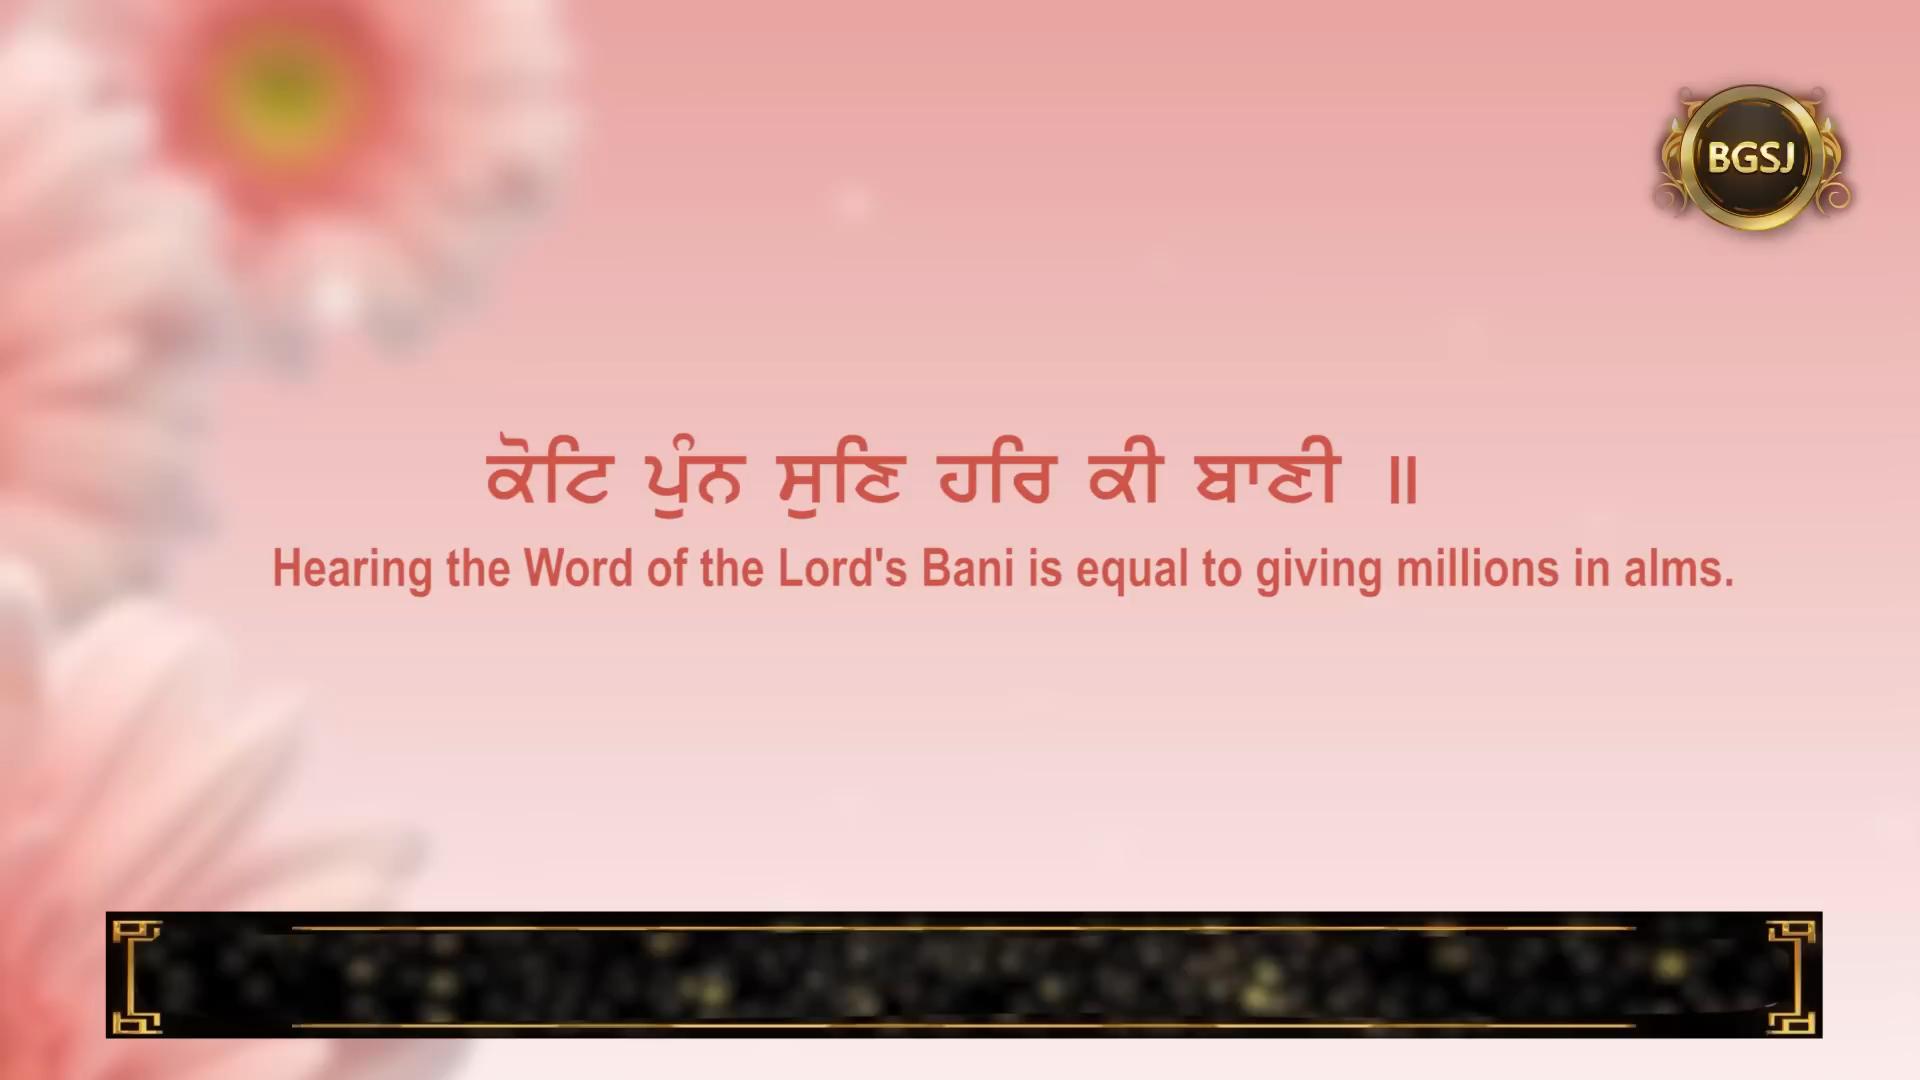 BGSJ
ਕੋਟਿ ਪੁੰਨ ਸੁਣਿ ਹਰਿ ਕੀ ਬਾਣੀ ॥
Hearing the Word of the Lord's Bani is equal to giving millions in alms.